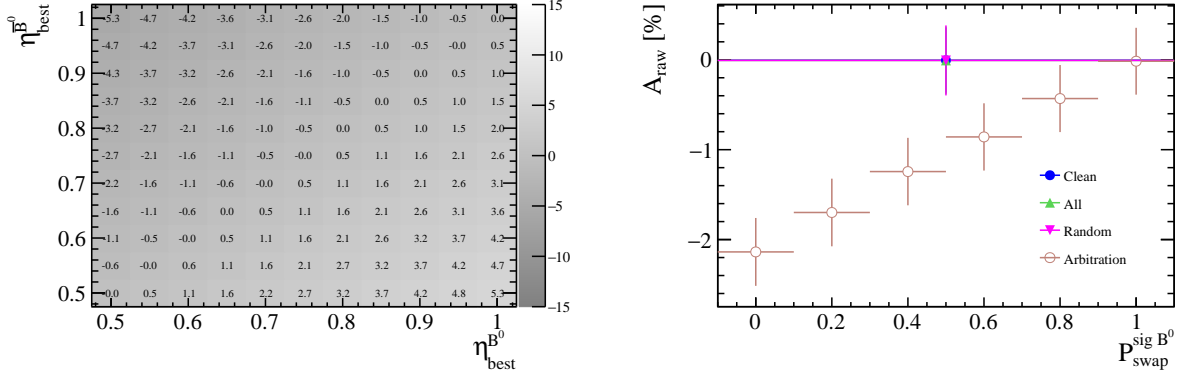 η_best^B̄⁰
1 -5.3 -4.7 -4.2 -3.6 -3.1 -2.6 -2.0 -1.5 -1.0 -0.5 0.0
-4.7 -4.2 -3.7 -3.1 -2.6 -2.0 -1.5 -1.0 -0.5 -0.0 0.5
0.9 -4.3 -3.7 -3.2 -2.6 -2.1 -1.6 -1.0 -0.5 0.0 0.5 1.0
-3.7 -3.2 -2.6 -2.1 -1.6 -1.1 -0.5 0.0 0.5 1.0 1.5
0.8 -3.2 -2.7 -2.1 -1.6 -1.0 -0.5 0.0 0.5 1.0 1.5 2.0
-2.7 -2.1 -1.6 -1.1 -0.5 -0.0 0.5 1.1 1.6 2.1 2.6
0.7 -2.2 -1.6 -1.1 -0.6 -0.0 0.5 1.1 1.6 2.1 2.6 3.1
-1.6 -1.1 -0.6 0.0 0.5 1.1 1.6 2.1 2.6 3.1 3.6
0.6 -1.1 -0.5 -0.0 0.5 1.1 1.6 2.1 2.6 3.2 3.7 4.2
-0.6 -0.0 0.6 1.1 1.6 2.1 2.7 3.2 3.7 4.2 4.7
0.5 -0.0 0.5 1.1 1.6 2.2 2.7 3.2 3.7 4.2 4.8 5.3
0.5 0.6 0.7 0.8 0.9 1
η_best^B⁰
15
10
5
0
−5
−10
−15
A_raw [%]
0
−1
−2
Clean
All
Random
Arbitration
0 0.2 0.4 0.6 0.8 1
P_swap^sig B⁰